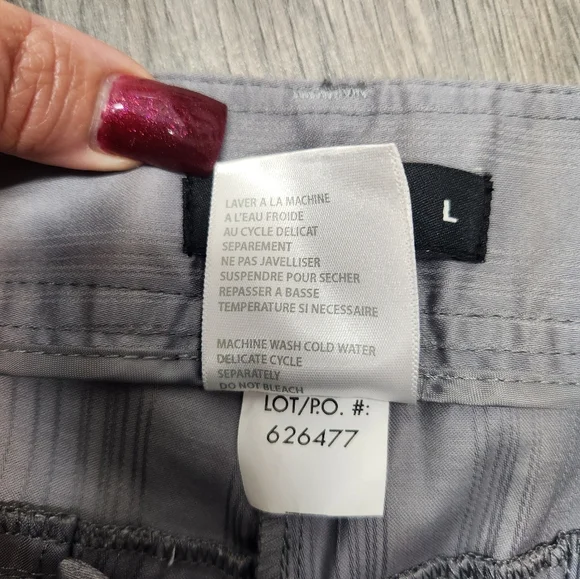 L
LAVER A LA MACHINE
A L'EAU FROIDE
AU CYCLE DELICAT
SEPAREMENT
NE PAS JAVELLISER
SUSPENDRE POUR SECHER
REPASSER A BASSE
TEMPERATURE SI NECESSAIRE
MACHINE WASH COLD WATER
DELICATE CYCLE
SEPARATELY
DO NOT BLEACH
LOT/P.O. #:
626477